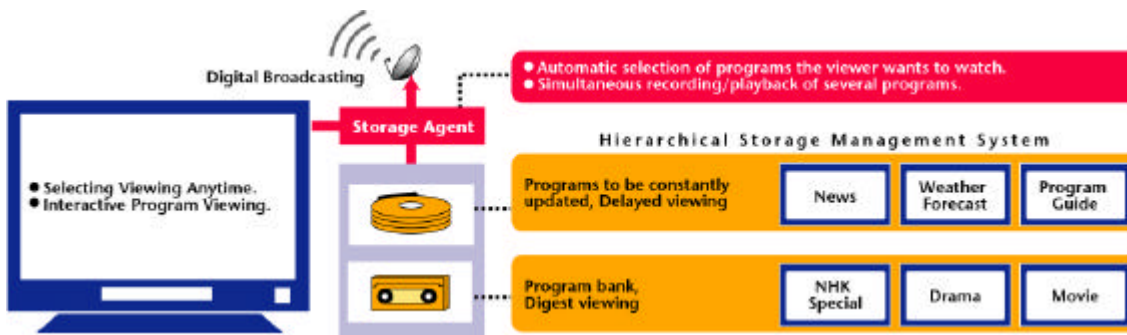 Digital Broadcasting
● Automatic selection of programs the viewer wants to watch.
● Simultaneous recording/playback of several programs.
Storage Agent
Hierarchical Storage Management System
● Selecting Viewing Anytime.
● Interactive Program Viewing.
Programs to be constantly
updated, Delayed viewing
News
Weather
Forecast
Program
Guide
Program bank,
Digest viewing
NHK
Special
Drama
Movie